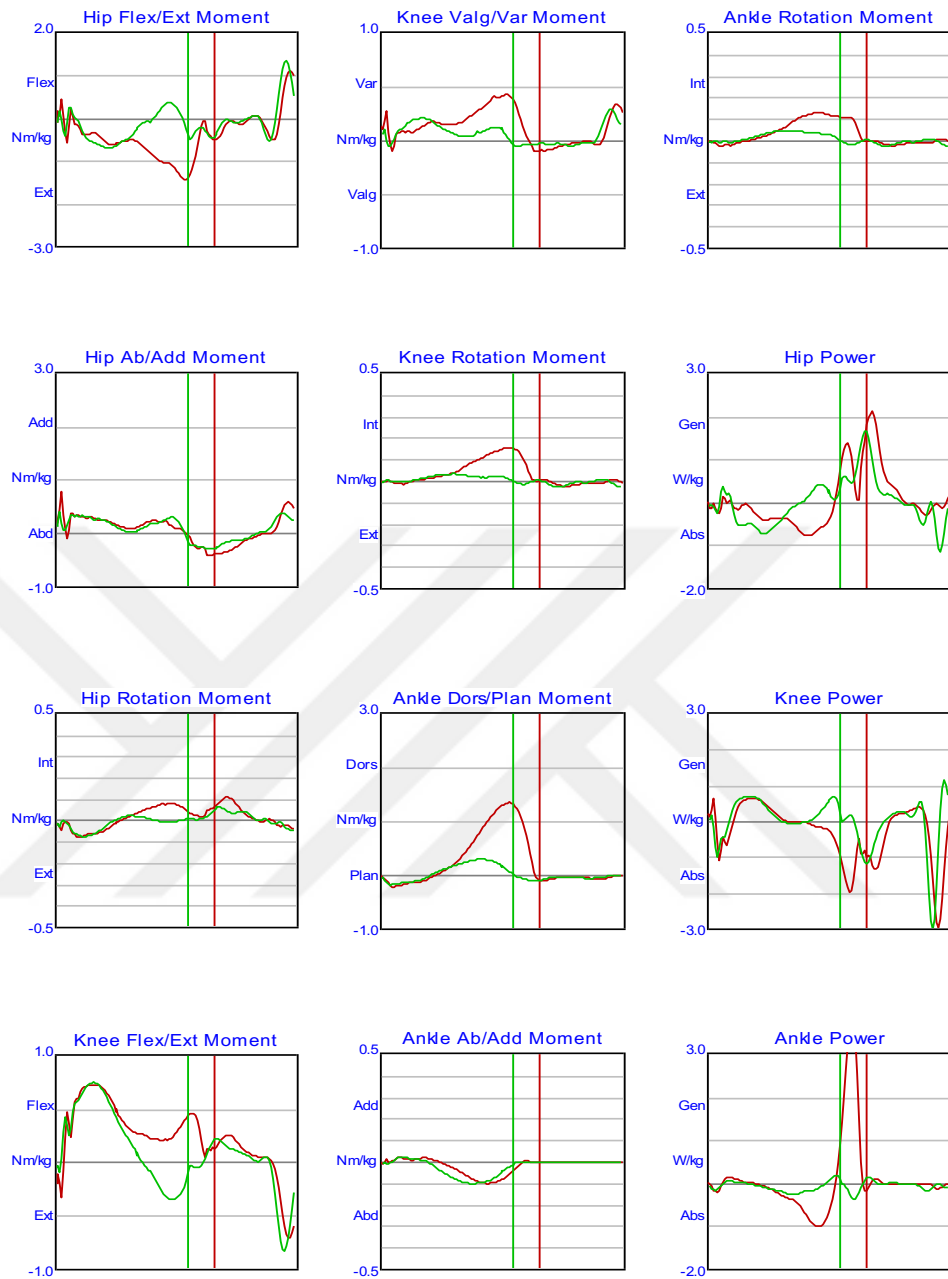 Hip Flex/Ext Moment
2.0
Flex
Nm/kg
Ext
-3.0
Knee Valg/Var Moment
1.0
Var
Nm/kg
Valg
-1.0
Ankle Rotation Moment
0.5
Int
Nm/kg
Ext
-0.5
Hip Ab/Add Moment
3.0
Add
Nm/kg
Abd
-1.0
Knee Rotation Moment
0.5
Int
Nm/kg
Ext
-0.5
Hip Power
3.0
Gen
W/kg
Abs
-2.0
Hip Rotation Moment
0.5
Int
Nm/kg
Ext
-0.5
Ankle Dors/Plan Moment
3.0
Dors
Nm/kg
Plan
-1.0
Knee Power
3.0
Gen
W/kg
Abs
-3.0
Knee Flex/Ext Moment
1.0
Flex
Nm/kg
Ext
-1.0
Ankle Ab/Add Moment
0.5
Add
Nm/kg
Abd
-0.5
Ankle Power
3.0
Gen
W/kg
Abs
-2.0